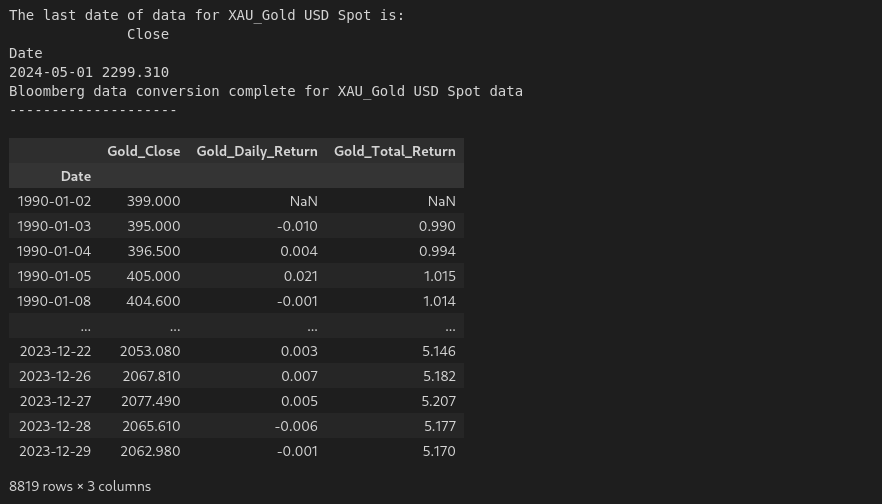 The last date of data for XAU_Gold USD Spot is:
Close
Date
2024-05-01 2299.310
Bloomberg data conversion complete for XAU_Gold USD Spot data
--------------------
Gold_Close Gold_Daily_Return Gold_Total_Return
Date
1990-01-02 399.000 NaN NaN
1990-01-03 395.000 -0.010 0.990
1990-01-04 396.500 0.004 0.994
1990-01-05 405.000 0.021 1.015
1990-01-08 404.600 -0.001 1.014
... ... ... ...
2023-12-22 2053.080 0.003 5.146
2023-12-26 2067.810 0.007 5.182
2023-12-27 2077.490 0.005 5.207
2023-12-28 2065.610 -0.006 5.177
2023-12-29 2062.980 -0.001 5.170
8819 rows × 3 columns